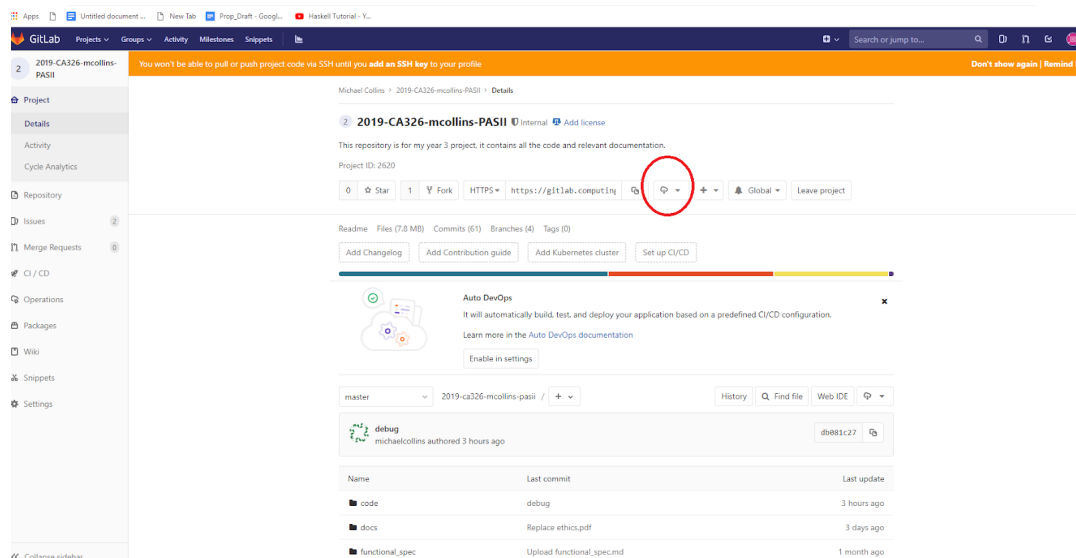 Apps Untitled document ... New Tab Prop_Draft - Googl... Haskell Tutorial - Y...
GitLab Projects Groups Activity Milestones Snippets Search or jump to...
2 2019-CA326-mcollins-PASII
You won't be able to pull or push project code via SSH until you add an SSH key to your profile Don't show again | Remind
Project
Details
Activity
Cycle Analytics
Repository
Issues 2
Merge Requests 0
CI / CD
Operations
Packages
Wiki
Snippets
Settings
Collapse sidebar
Michael Collins › 2019-CA326-mcollins-PASII › Details
2 2019-CA326-mcollins-PASII Internal Add license
This repository is for my year 3 project, it contains all the code and relevant documentation.
Project ID: 2620
0 Star 1 Fork HTTPS https://gitlab.computing Global Leave project
Readme Files (7.8 MB) Commits (61) Branches (4) Tags (0)
Add Changelog Add Contribution guide Add Kubernetes cluster Set up CI/CD
Auto DevOps
It will automatically build, test, and deploy your application based on a predefined CI/CD configuration.
Learn more in the Auto DevOps documentation
Enable in settings
master 2019-ca326-mcollins-pasii / + History Find file Web IDE
debug
michaelcollins authored 3 hours ago
db081c27
Name Last commit Last update
code debug 3 hours ago
docs Replace ethics.pdf 3 days ago
functional_spec Upload functional_spec.md 1 month ago